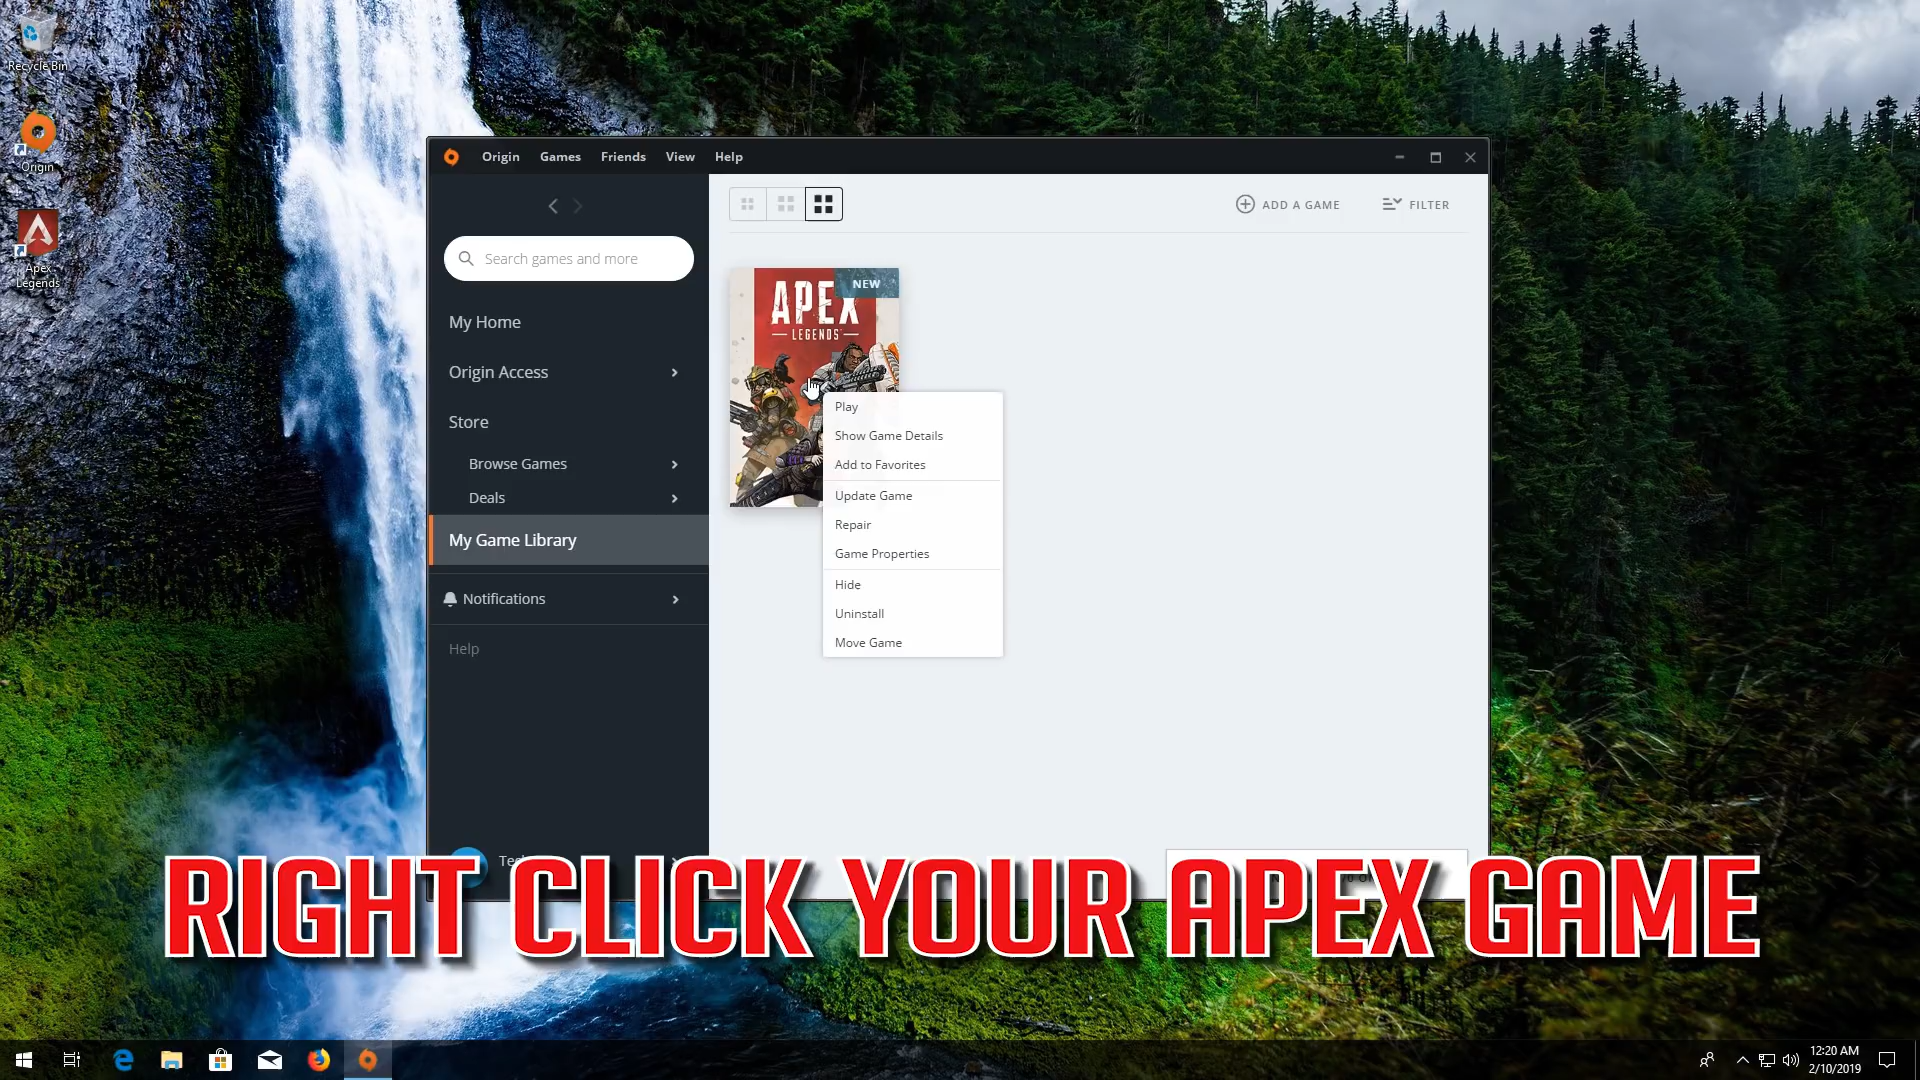 Recycle Bin
Origin
Apex
Legends
Origin Games Friends View Help
Search games and more
My Home
Origin Access
Store
Browse Games
Deals
My Game Library
Notifications
Help
ADD A GAME FILTER
NEW
APEX
LEGENDS
Play
Show Game Details
Add to Favorites
Update Game
Repair
Game Properties
Hide
Uninstall
Move Game
RIGHT CLICK YOUR APEX GAME
12:20 AM
2/10/2019